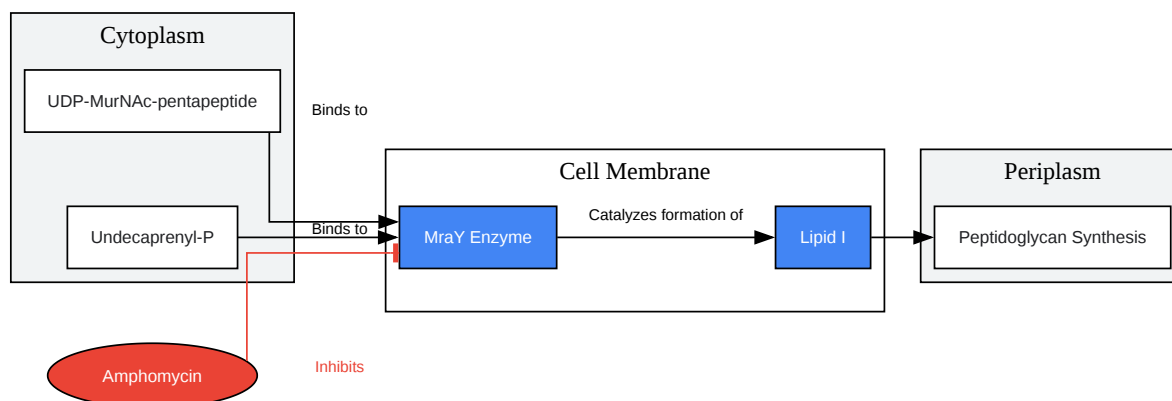 Cytoplasm
UDP-MurNAc-pentapeptide
Binds to
Cell Membrane
Periplasm
Undecaprenyl-P
Binds to
MraY Enzyme
Catalyzes formation of
Lipid I
Peptidoglycan Synthesis
Amphomycin
Inhibits